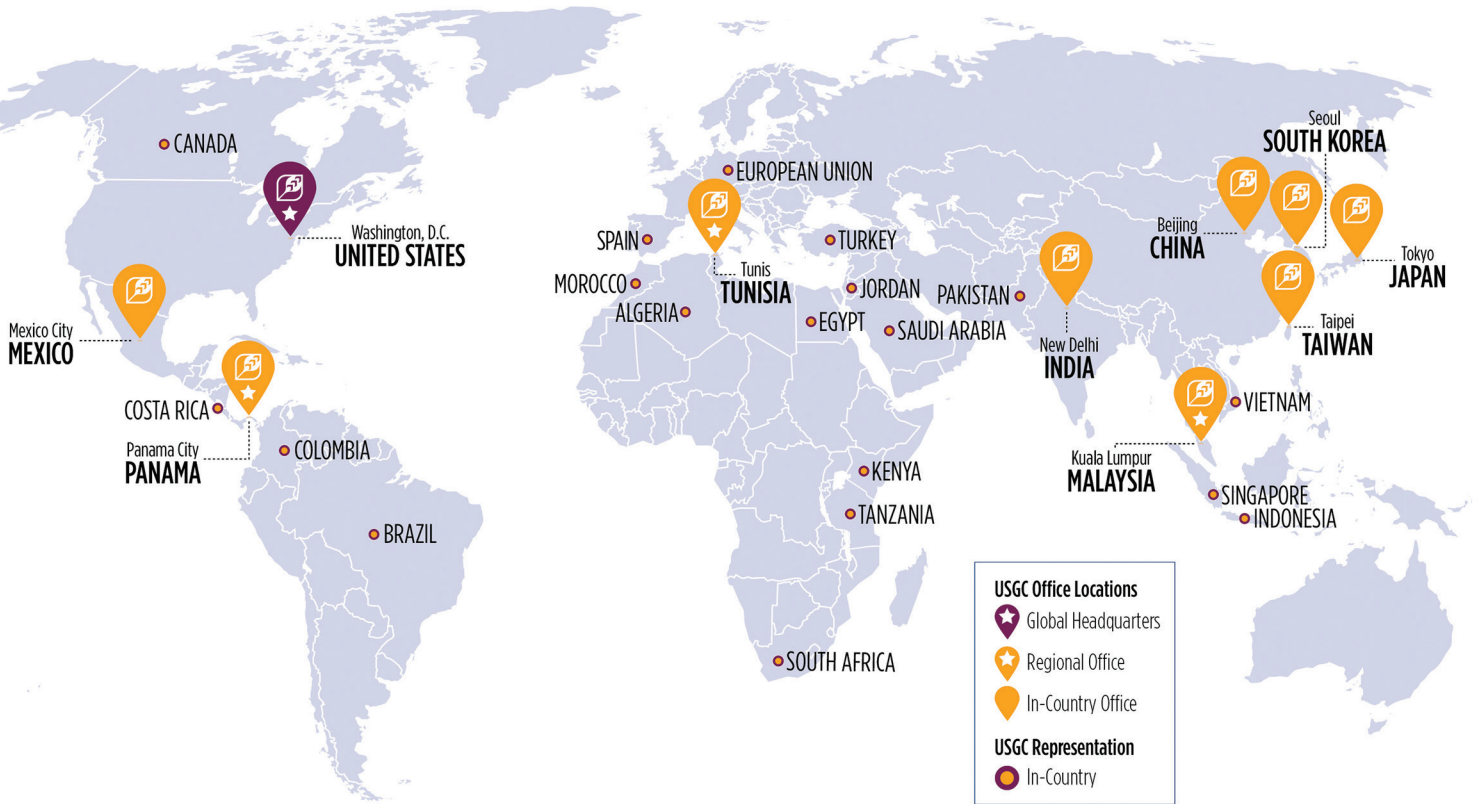 CANADA
Washington, D.C.
UNITED STATES
Mexico City
MEXICO
COSTA RICA
Panama City
PANAMA
COLOMBIA
BRAZIL
EUROPEAN UNION
SPAIN
TURKEY
MOROCCO
Tunis
TUNISIA
ALGERIA
JORDAN
EGYPT
SAUDI ARABIA
PAKISTAN
New Delhi
INDIA
KENYA
TANZANIA
SOUTH AFRICA
Seoul
SOUTH KOREA
Beijing
CHINA
Tokyo
JAPAN
Taipei
TAIWAN
VIETNAM
Kuala Lumpur
MALAYSIA
SINGAPORE
INDONESIA
USGC Office Locations
Global Headquarters
Regional Office
In-Country Office
USGC Representation
In-Country